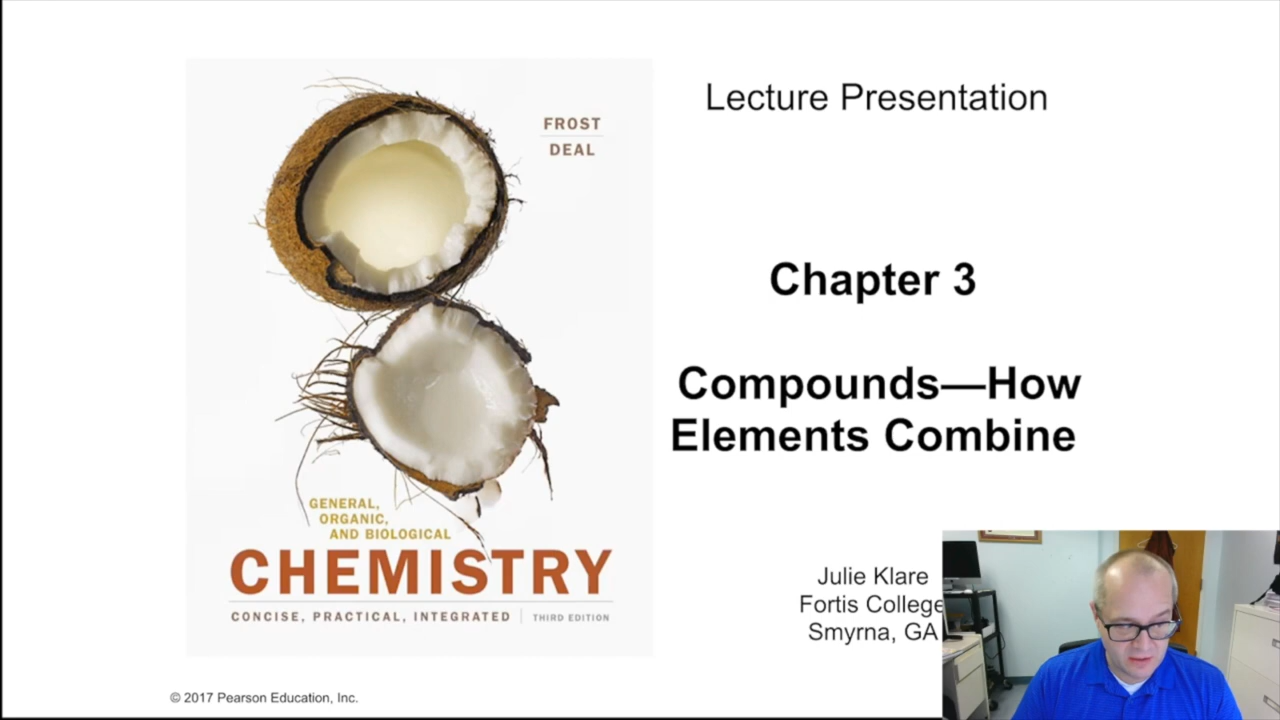 FROST
DEAL
GENERAL,
ORGANIC,
AND BIOLOGICAL
CHEMISTRY
CONCISE, PRACTICAL, INTEGRATED | THIRD EDITION
Lecture Presentation
Chapter 3
Compounds—How
Elements Combine
Julie Klare
Fortis College
Smyrna, GA
© 2017 Pearson Education, Inc.